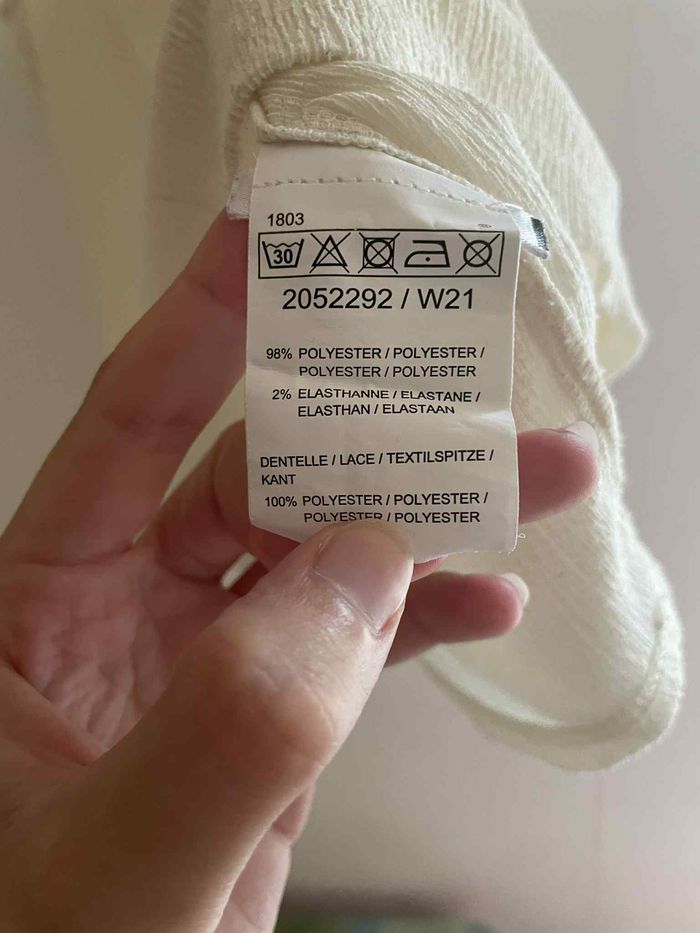 1803
30
2052292 / W21
98% POLYESTER / POLYESTER /
POLYESTER / POLYESTER
2% ELASTHANNE / ELASTANE /
ELASTHAN / ELASTAAN
DENTELLE / LACE / TEXTILSPITZE /
KANT
100% POLYESTER / POLYESTER /
POLYESTER / POLYESTER